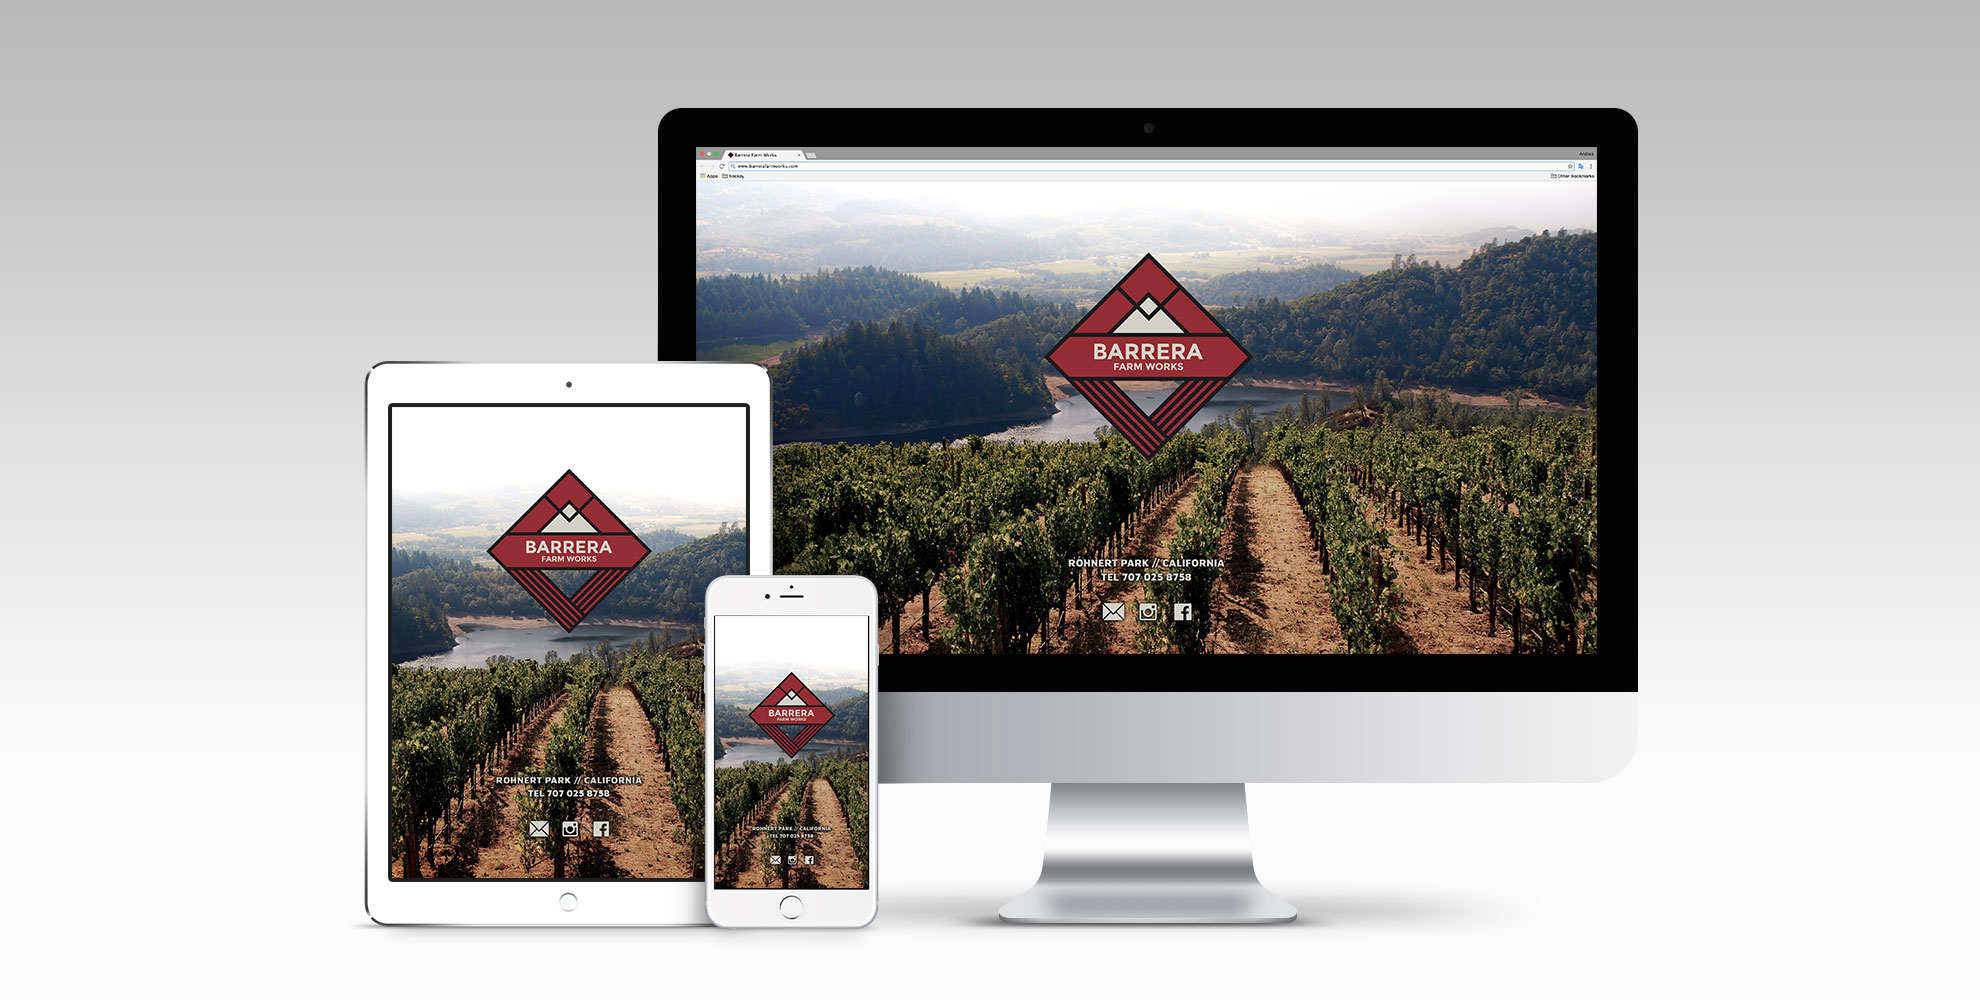 Barrera Farm Works
Andrea
www.barrerafarmworks.com
Apps
hockey
Other Bookmarks
BARRERA
FARM WORKS
ROHNERT PARK // CALIFORNIA
TEL 707 025 8758
BARRERA
FARM WORKS
ROHNERT PARK // CALIFORNIA
TEL 707 025 8758
BARRERA
FARM WORKS
ROHNERT PARK // CALIFORNIA
TEL 707 025 8758